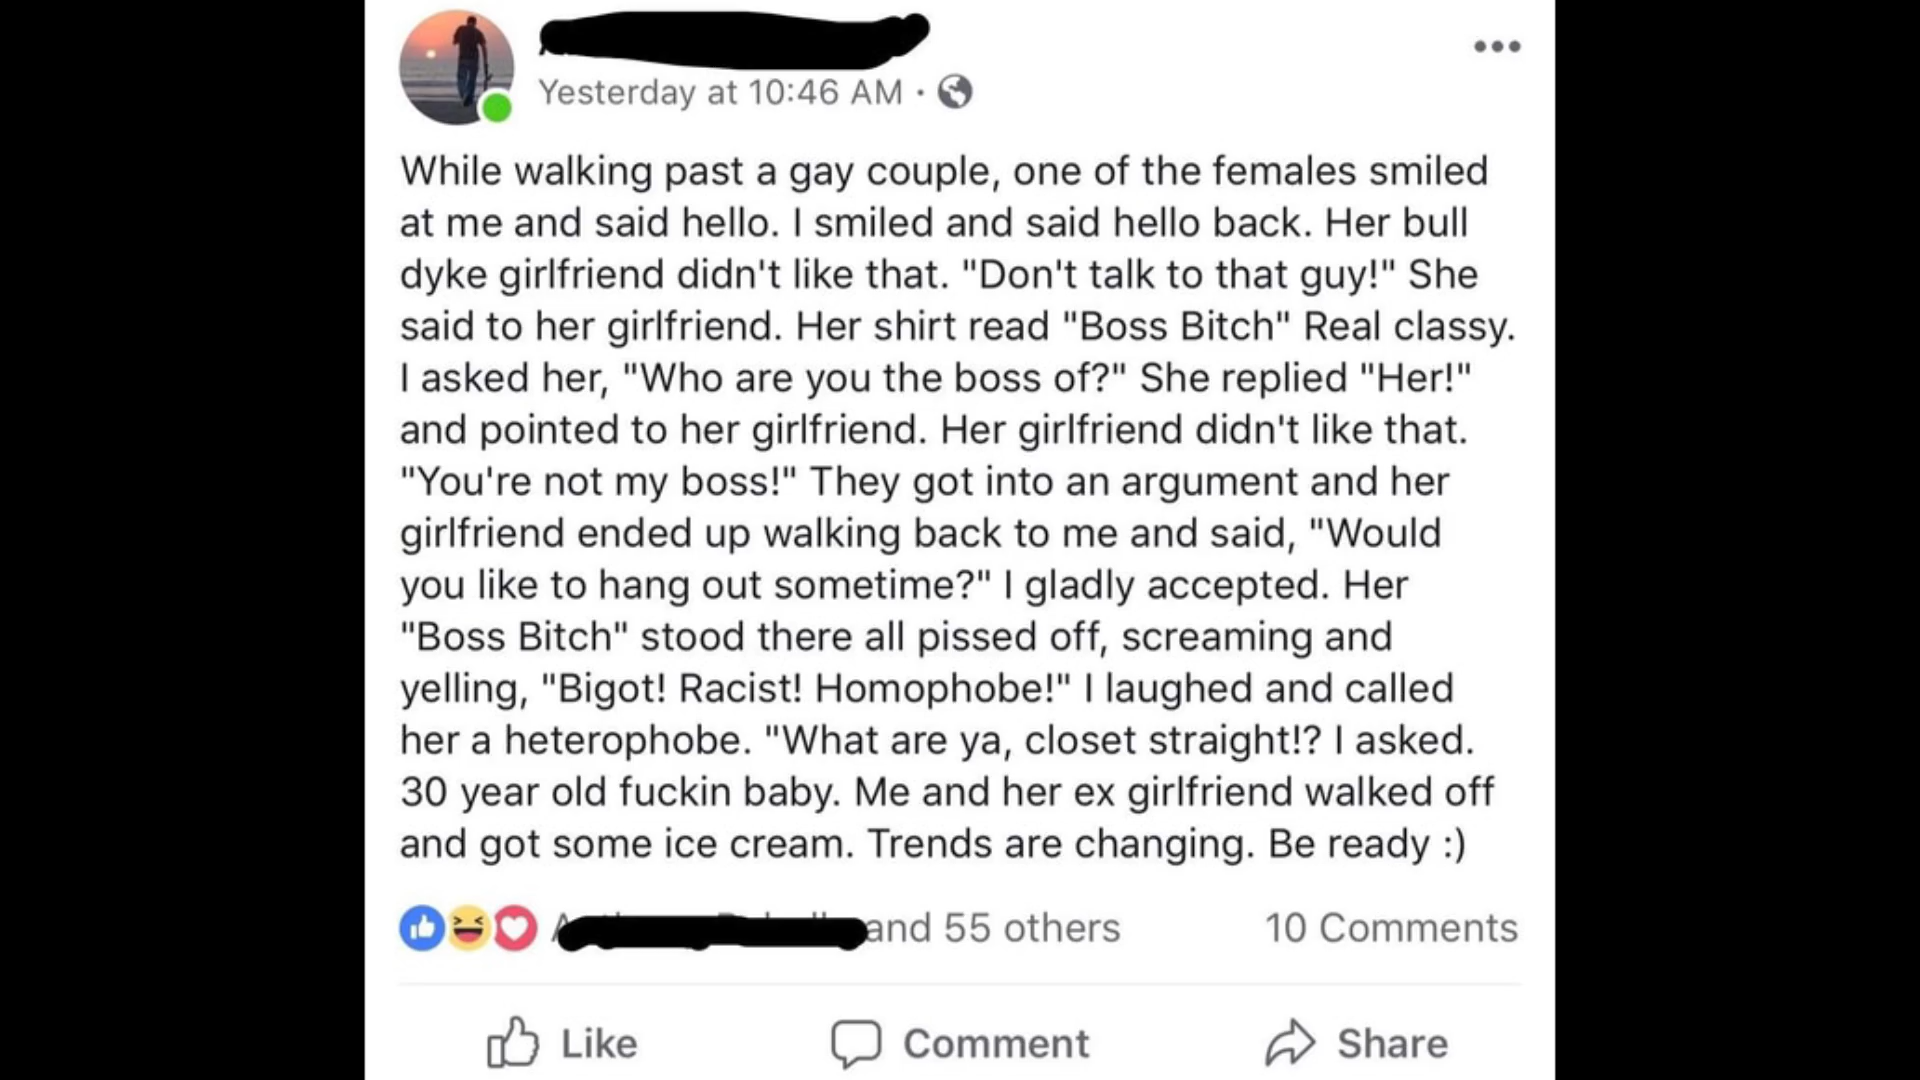 Yesterday at 10:46 AM ·
While walking past a gay couple, one of the females smiled
at me and said hello. I smiled and said hello back. Her bull
dyke girlfriend didn't like that. "Don't talk to that guy!" She
said to her girlfriend. Her shirt read "Boss Bitch" Real classy.
I asked her, "Who are you the boss of?" She replied "Her!"
and pointed to her girlfriend. Her girlfriend didn't like that.
"You're not my boss!" They got into an argument and her
girlfriend ended up walking back to me and said, "Would
you like to hang out sometime?" I gladly accepted. Her
"Boss Bitch" stood there all pissed off, screaming and
yelling, "Bigot! Racist! Homophobe!" I laughed and called
her a heterophobe. "What are ya, closet straight!? I asked.
30 year old fuckin baby. Me and her ex girlfriend walked off
and got some ice cream. Trends are changing. Be ready :)
and 55 others 10 Comments
Like Comment Share